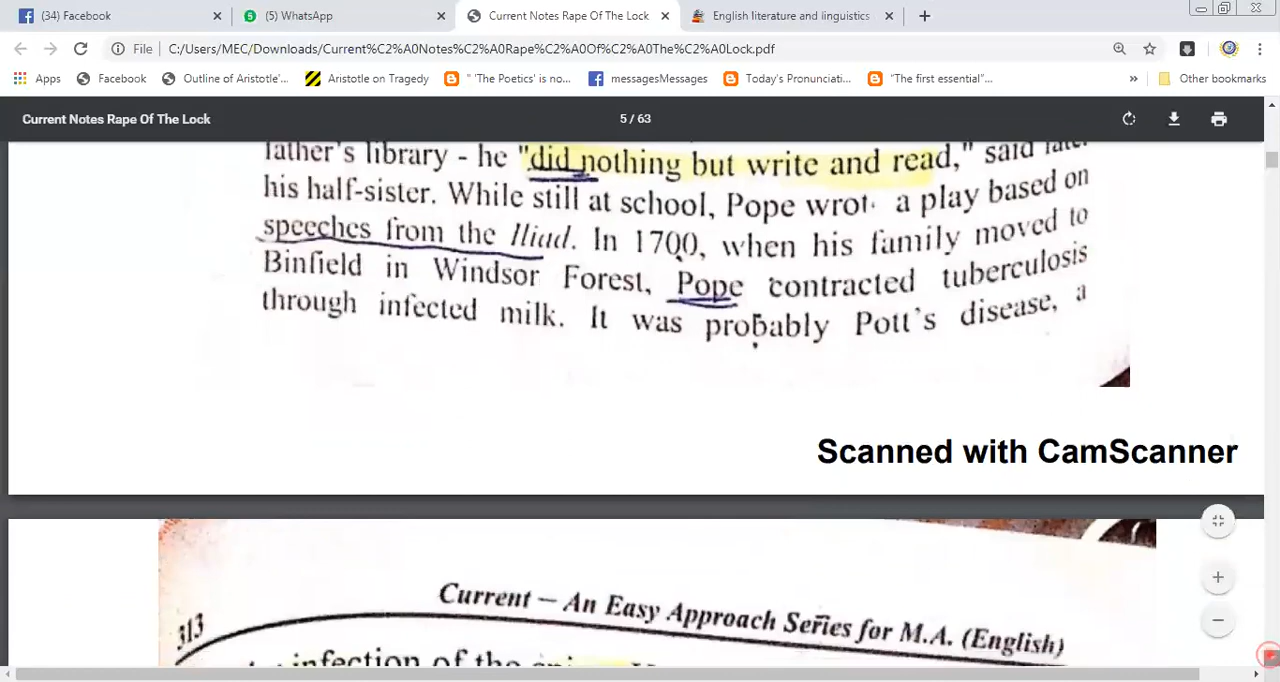 (34) Facebook
(5) WhatsApp
Current Notes Rape Of The Lock
English literature and linguistics
File
C:/Users/MEC/Downloads/Current%C2%A0Notes%C2%A0Rape%C2%A0Of%C2%A0The%C2%A0Lock.pdf
Apps
Facebook
Outline of Aristotle'...
Aristotle on Tragedy
" 'The Poetics' is no...
messagesMessages
Today's Pronunciati...
"The first essential"...
Other bookmarks
Current Notes Rape Of The Lock
5 / 63
father's library - he "did nothing but write and read," said later
his half-sister. While still at school, Pope wrot a play based on
speeches from the Iliad. In 1700, when his family moved to
Binfield in Windsor Forest, Pope contracted tuberculosis
through infected milk. It was probably Pott's disease, a
Scanned with CamScanner
313
Current – An Easy Approach Series for M.A. (English)
infection of the